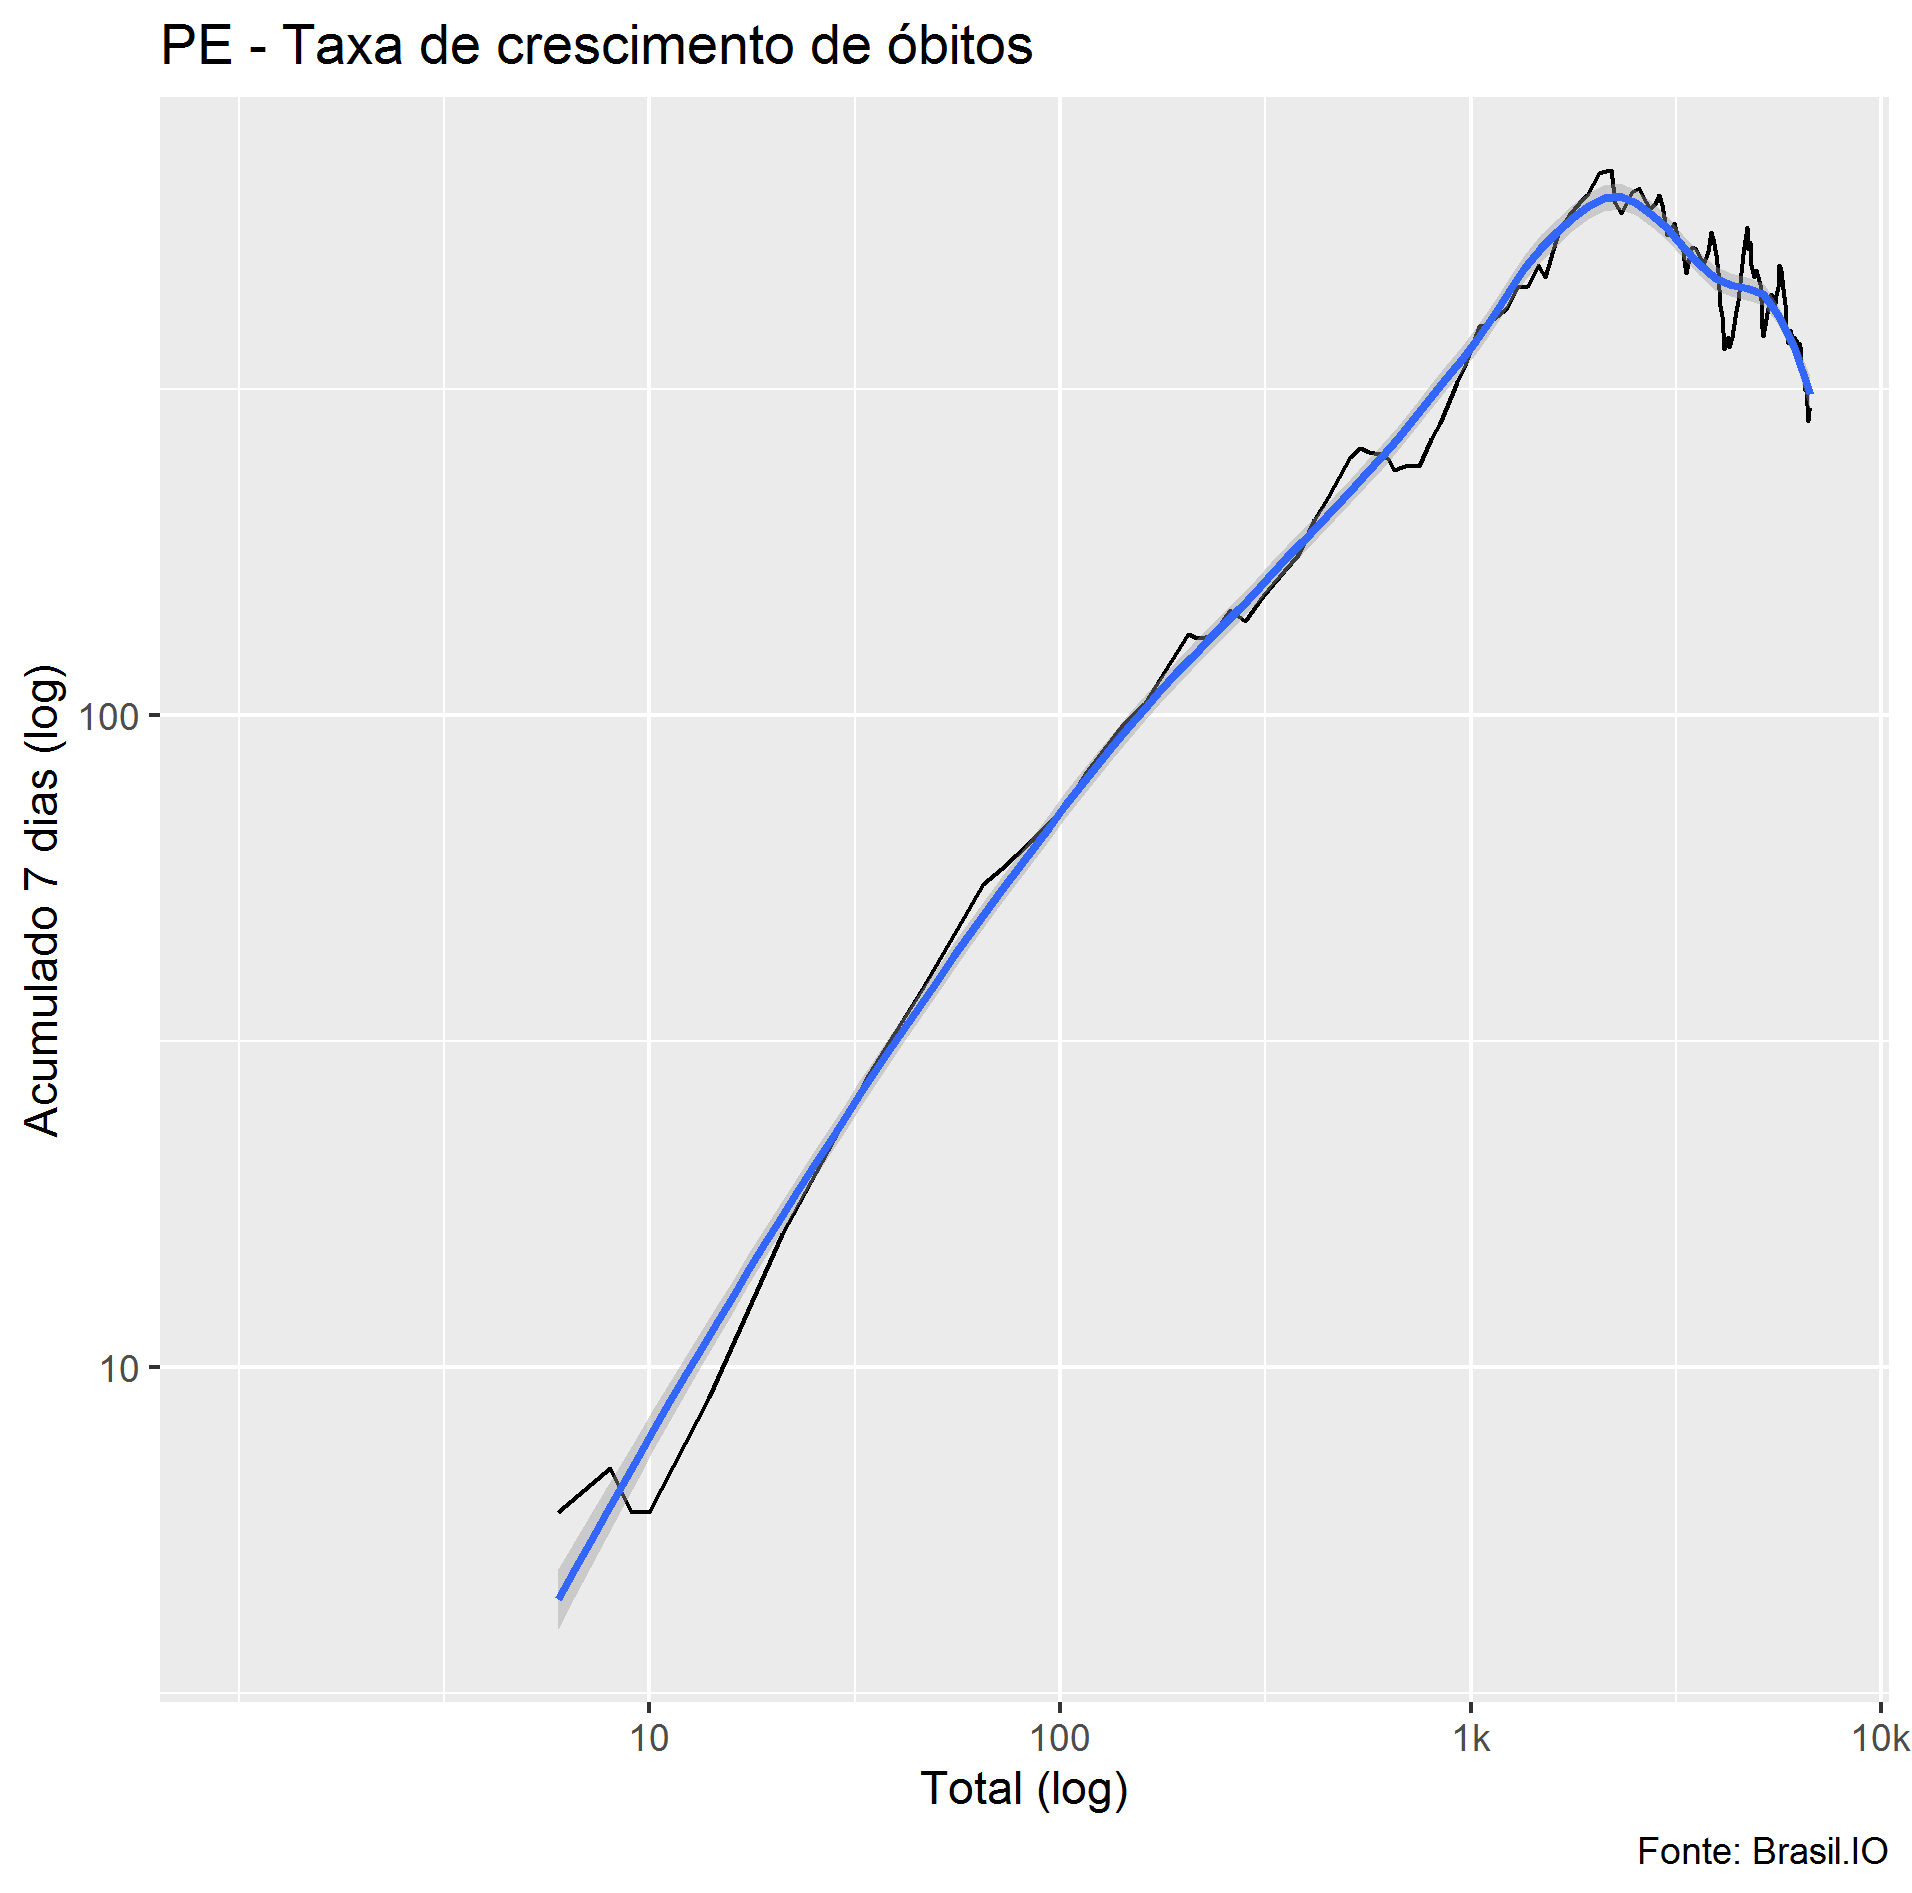 PE - Taxa de crescimento de óbitos
Acumulado 7 dias (log)
100
10
10
100
1k
10k
Total (log)
Fonte: Brasil.IO